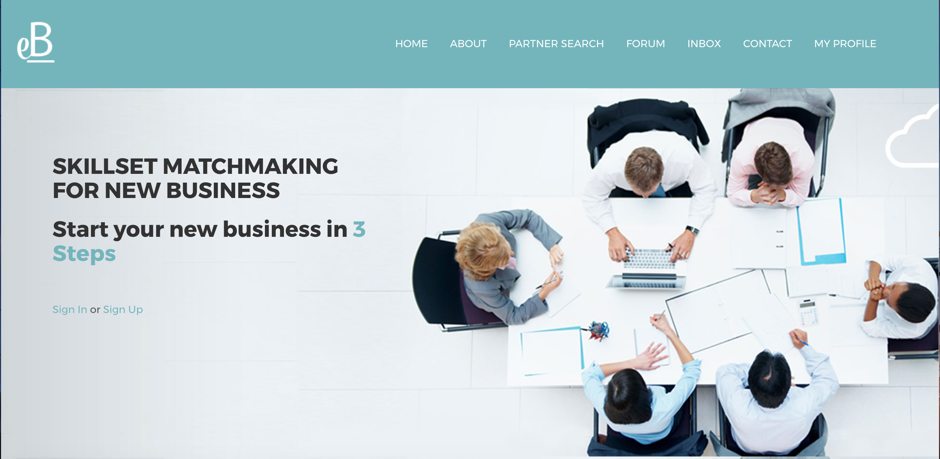 eB
HOME ABOUT PARTNER SEARCH FORUM INBOX CONTACT MY PROFILE
SKILLSET MATCHMAKING
FOR NEW BUSINESS
Start your new business in 3
Steps
Sign In or Sign Up